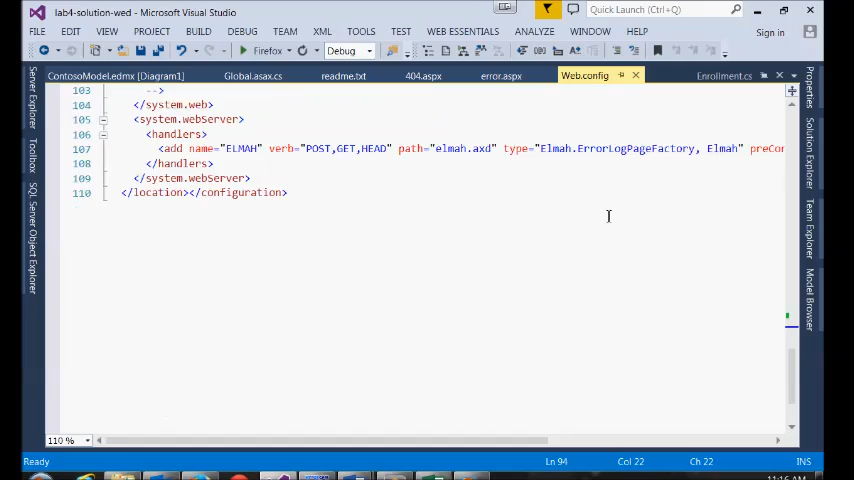 lab4-solution-wed - Microsoft Visual Studio
Quick Launch (Ctrl+Q)
FILE EDIT VIEW PROJECT BUILD DEBUG TEAM XML TOOLS TEST WEB ESSENTIALS ANALYZE WINDOW HELP Sign in
Firefox Debug
ContosoModel.edmx [Diagram1] Global.asax.cs readme.txt 404.aspx error.aspx Web.config Enrollment.cs
Server Explorer
Toolbox
SQL Server Object Explorer
103 -->
104 </system.web>
105 <system.webServer>
106 <handlers>
107 <add name="ELMAH" verb="POST,GET,HEAD" path="elmah.axd" type="Elmah.ErrorLogPageFactory, Elmah" preCon
108 </handlers>
109 </system.webServer>
110 </location></configuration>
Properties
Solution Explorer
Team Explorer
Model Browser
110 %
Ready Ln 94 Col 22 Ch 22 INS
11:16 AM